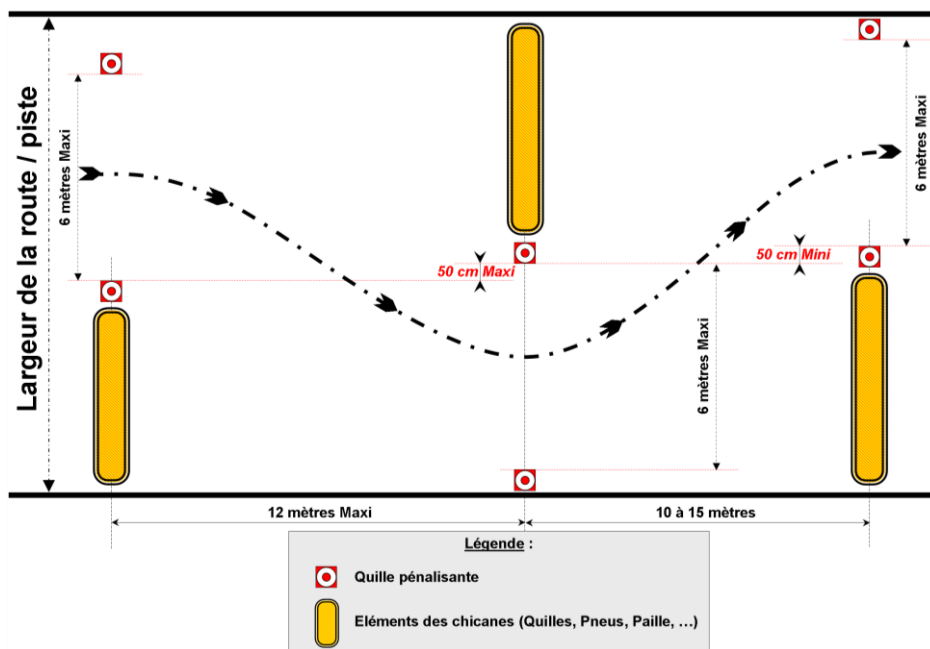 Largeur de la route / piste
6 mètres Maxi
50 cm Maxi
6 mètres Maxi
50 cm Mini
6 mètres Maxi
12 mètres Maxi
10 à 15 mètres
Légende :
Quille pénalisante
Eléments des chicanes (Quilles, Pneus, Paille, ...)